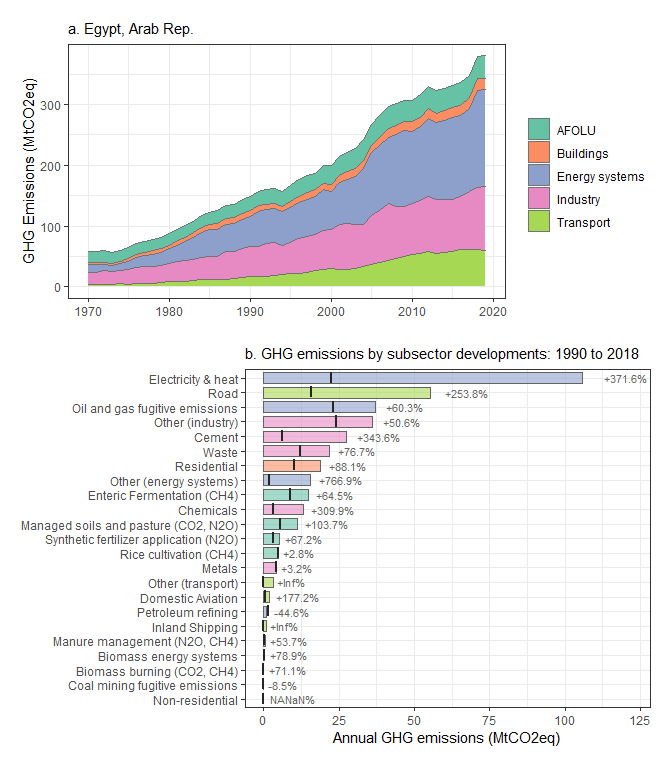 a. Egypt, Arab Rep.
GHG Emissions (MtCO2eq)
300
200
100
0
1970
1980
1990
2000
2010
2020
AFOLU
Buildings
Energy systems
Industry
Transport
b. GHG emissions by subsector developments: 1990 to 2018
Electricity & heat +371.6%
Road +253.8%
Oil and gas fugitive emissions +60.3%
Other (industry) +50.6%
Cement +343.6%
Waste +76.7%
Residential +88.1%
Other (energy systems) +766.9%
Enteric Fermentation (CH4) +64.5%
Chemicals +309.9%
Managed soils and pasture (CO2, N2O) +103.7%
Synthetic fertilizer application (N2O) +67.2%
Rice cultivation (CH4) +2.8%
Metals +3.2%
Other (transport) +Inf%
Domestic Aviation +177.2%
Petroleum refining -44.6%
Inland Shipping +Inf%
Manure management (N2O, CH4) +53.7%
Biomass energy systems +78.9%
Biomass burning (CO2, CH4) +71.1%
Coal mining fugitive emissions -8.5%
Non-residential NANaN%
0
25
50
75
100
125
Annual GHG emissions (MtCO2eq)